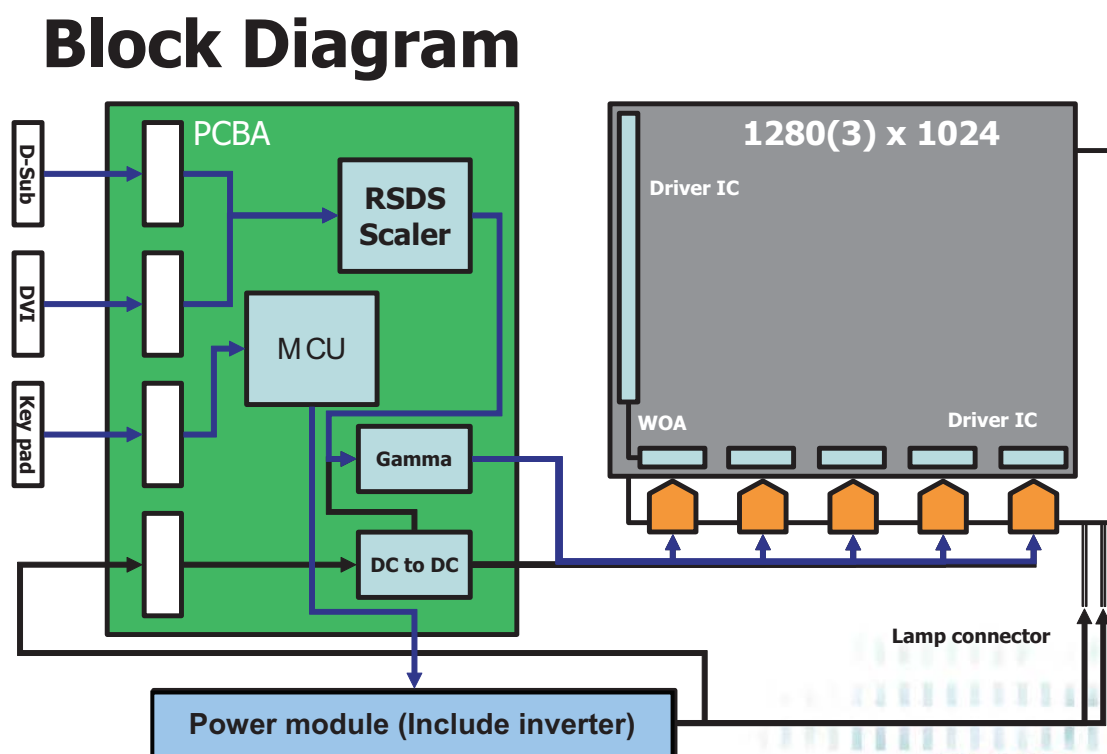 Block Diagram
D-Sub
DVI
Key pad
PCBA
RSDS
Scaler
MCU
Gamma
DC to DC
1280(3) x 1024
Driver IC
WOA
Driver IC
Lamp connector
Power module (Include inverter)